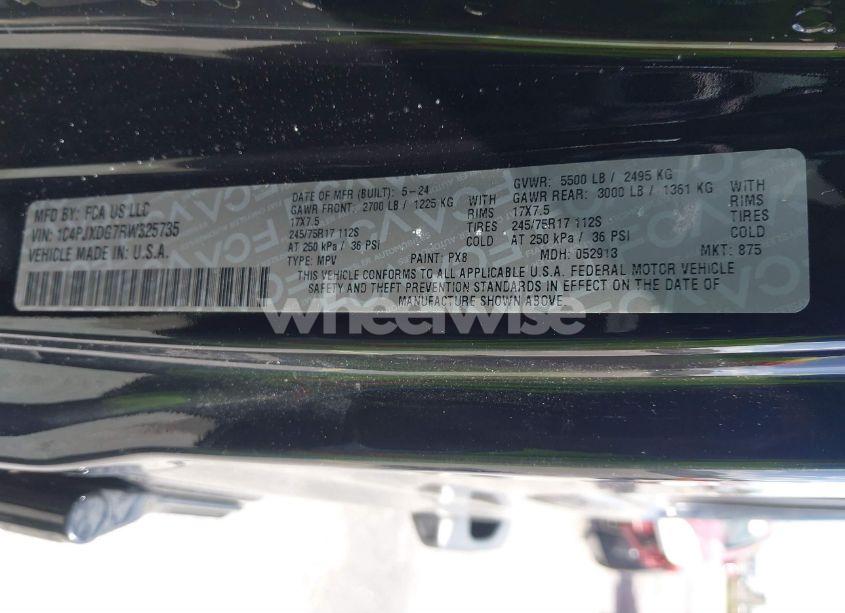 MFD BY: FCA US LLC
VIN: 1C4PJXDG7RW325735
VEHICLE MADE IN: U.S.A.
DATE OF MFR (BUILT): 5-24
GAWR FRONT: 2700 LB / 1225 KG WITH
17X7.5 RIMS
245/75R17 112S TIRES
AT 250 kPa / 36 PSI COLD
GVWR: 5500 LB / 2495 KG
GAWR REAR: 3000 LB / 1361 KG WITH
17X7.5 RIMS
245/75R17 112S TIRES
AT 250 kPa / 36 PSI COLD
TYPE: MPV PAINT: PX8 MDH: 052913 MKT: 875
THIS VEHICLE CONFORMS TO ALL APPLICABLE U.S.A. FEDERAL MOTOR VEHICLE
SAFETY AND THEFT PREVENTION STANDARDS IN EFFECT ON THE DATE OF
MANUFACTURE SHOWN ABOVE.
wheelwise